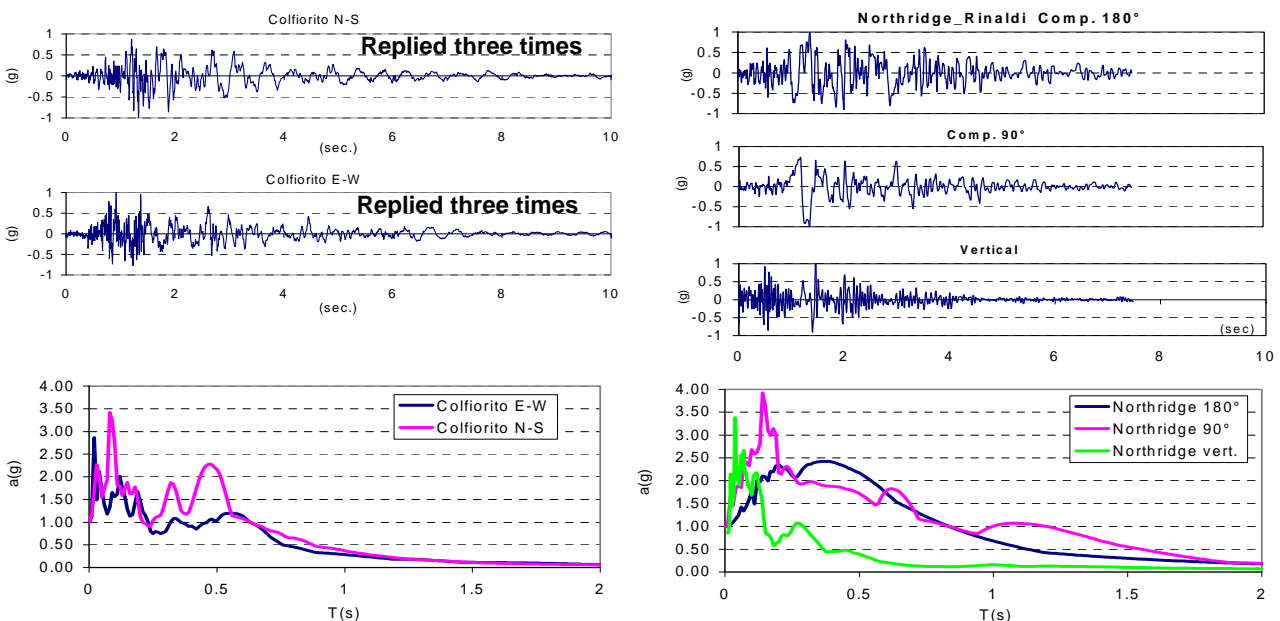 Colfiorito N-S
Replied three times
(g)
1
0.5
0
-0.5
-1
0 2 4 6 8 10
(sec.)
Colfiorito E-W
Replied three times
(g)
1
0.5
0
-0.5
-1
0 2 4 6 8 10
(sec.)
Northridge_Rinaldi Comp. 180°
(g)
1
0.5
0
-0.5
-1
Comp. 90°
(g)
1
0.5
0
-0.5
-1
Vertical
(g)
1
0.5
0
-0.5
-1
(sec)
0 2 4 6 8 10
a(g)
4.00
3.50
3.00
2.50
2.00
1.50
1.00
0.50
0.00
Colfiorito E-W
Colfiorito N-S
0 0.5 1 1.5 2
T(s)
a(g)
4.00
3.50
3.00
2.50
2.00
1.50
1.00
0.50
0.00
Northridge 180°
Northridge 90°
Northridge vert.
0 0.5 1 1.5 2
T(s)